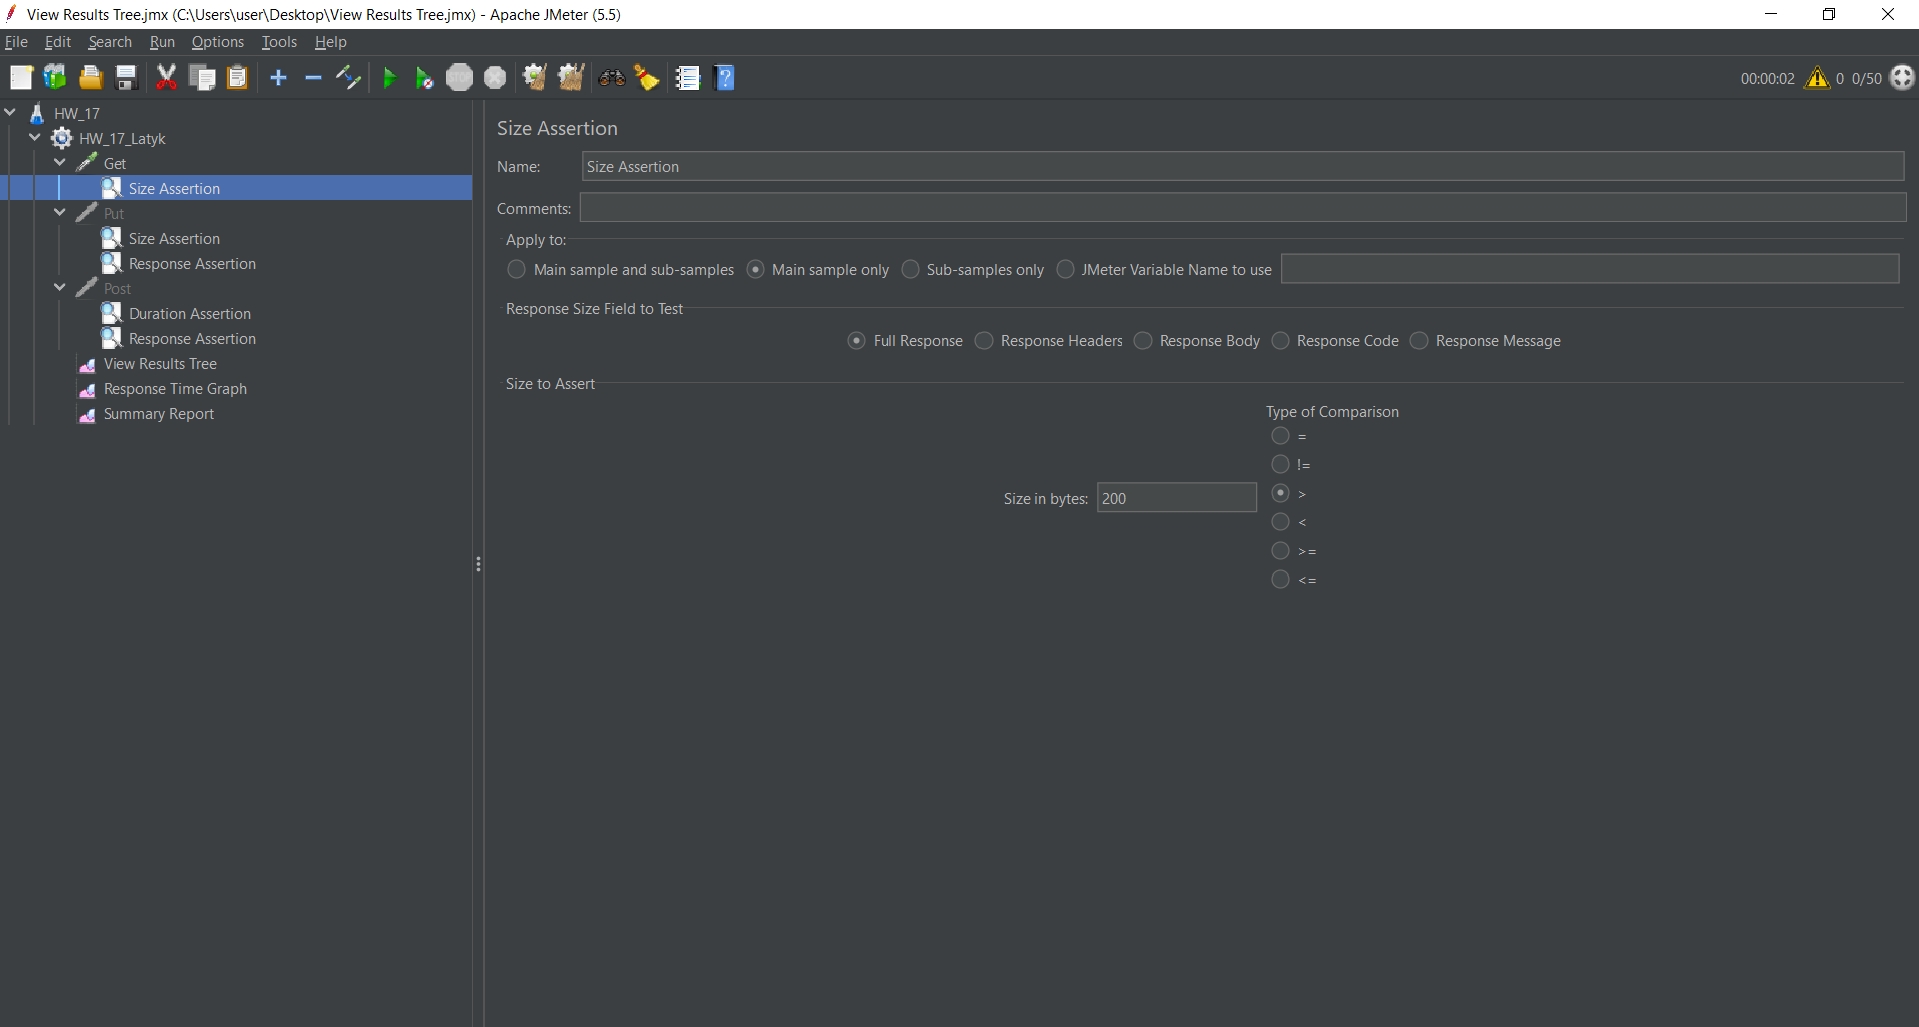 View Results Tree.jmx (C:\Users\user\Desktop\View Results Tree.jmx) - Apache JMeter (5.5)
File Edit Search Run Options Tools Help
STOP ? 00:00:02 0 0/50
HW_17
HW_17_Latyk
Get
Size Assertion
Put
Size Assertion
Response Assertion
Post
Duration Assertion
Response Assertion
View Results Tree
Response Time Graph
Summary Report
Size Assertion
Name: Size Assertion
Comments:
Apply to:
Main sample and sub-samples Main sample only Sub-samples only JMeter Variable Name to use
Response Size Field to Test
Full Response Response Headers Response Body Response Code Response Message
Size to Assert
Type of Comparison
=
!=
Size in bytes: 200
>
<
>=
<=